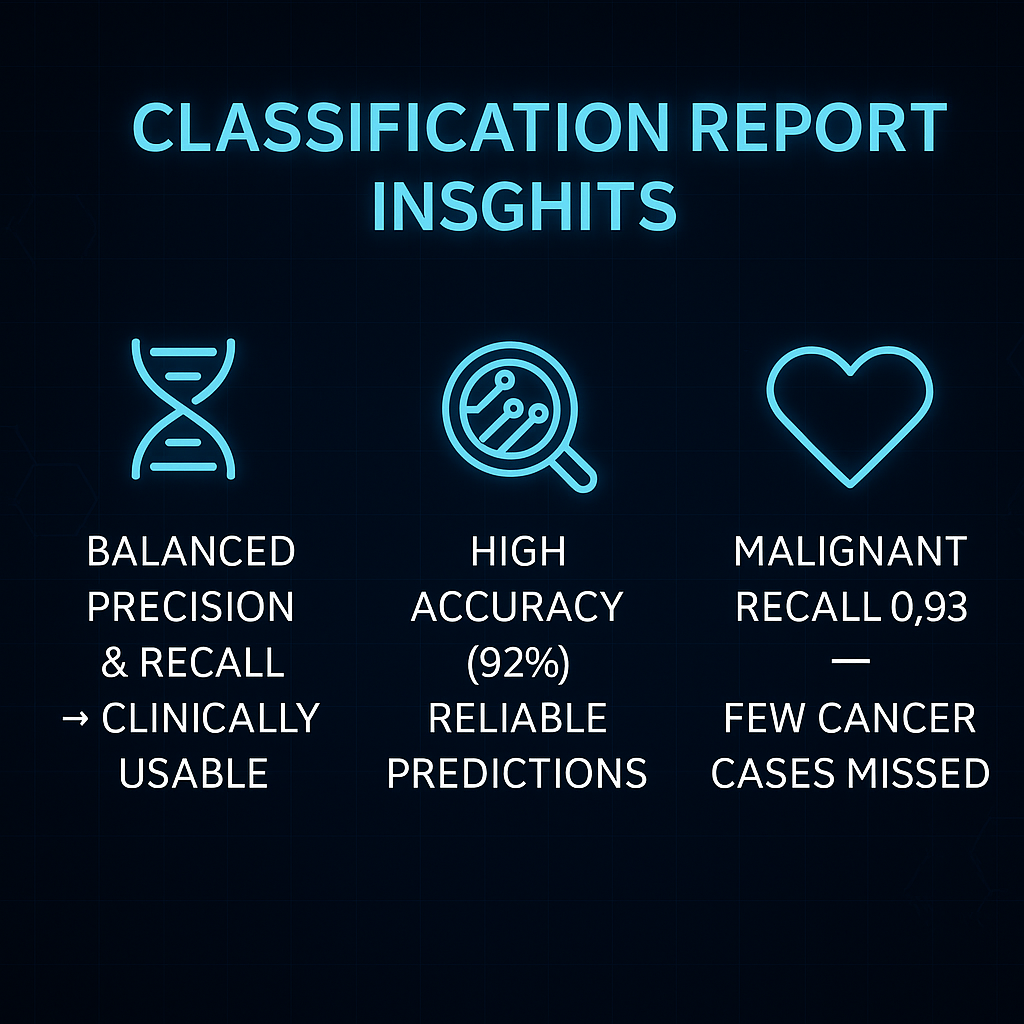 CLASSIFICATION REPORT
INSGHITS
BALANCED
PRECISION
& RECALL
→ CLINICALLY
USABLE
HIGH
ACCURACY
(92%)
RELIABLE
PREDICTIONS
MALIGNANT
RECALL 0,93
—
FEW CANCER
CASES MISSED